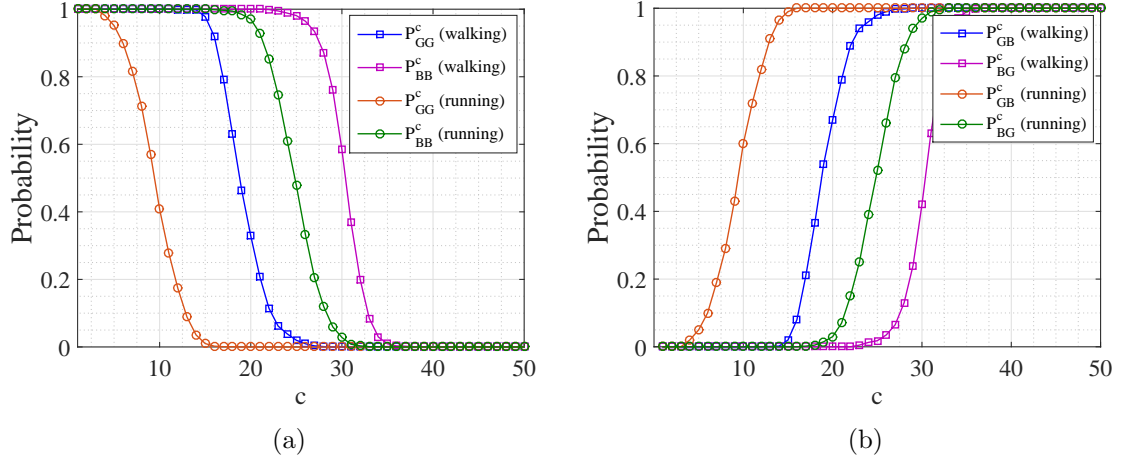 1
0.8
0.6
0.4
0.2
0
Probability
10 20 30 40 50
c
P^c_GG (walking)
P^c_BB (walking)
P^c_GG (running)
P^c_BB (running)
(a)
1
0.8
0.6
0.4
0.2
0
Probability
10 20 30 40 50
c
P^c_GB (walking)
P^c_BG (walking)
P^c_GB (running)
P^c_BG (running)
(b)